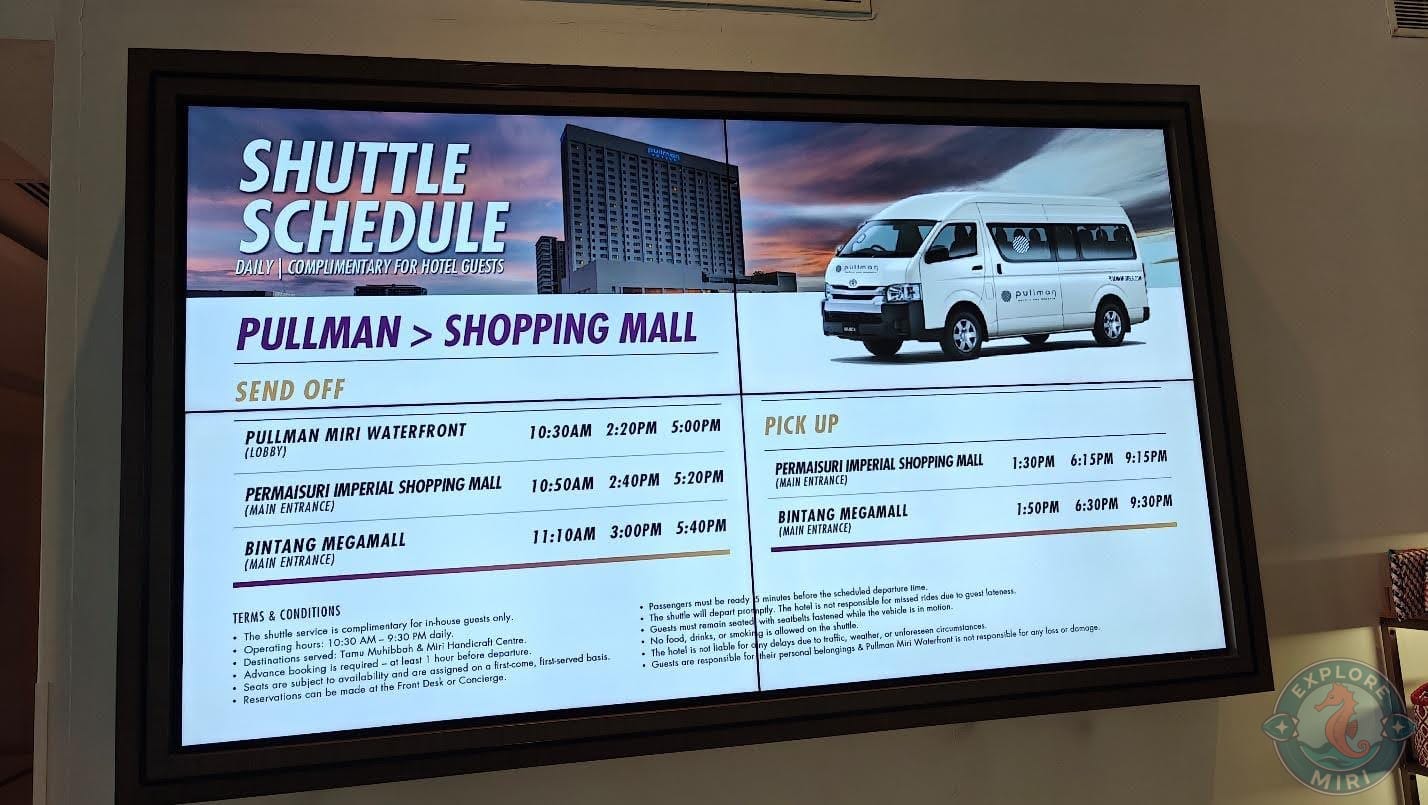 SHUTTLE
SCHEDULE
DAILY | COMPLIMENTARY FOR HOTEL GUESTS
pullman
pullman
pullman
PULLMAN > SHOPPING MALL
SEND OFF
PULLMAN MIRI WATERFRONT 10:30AM 2:20PM 5:00PM
(LOBBY)
PERMAISURI IMPERIAL SHOPPING MALL 10:50AM 2:40PM 5:20PM
(MAIN ENTRANCE)
BINTANG MEGAMALL 11:10AM 3:00PM 5:40PM
(MAIN ENTRANCE)
PICK UP
PERMAISURI IMPERIAL SHOPPING MALL 1:30PM 6:15PM 9:15PM
(MAIN ENTRANCE)
BINTANG MEGAMALL 1:50PM 6:30PM 9:30PM
(MAIN ENTRANCE)
TERMS & CONDITIONS
• The shuttle service is complimentary for in-house guests only.
• Operating hours: 10:30 AM – 9:30 PM daily.
• Destinations served: Tamu Muhibbah & Miri Handicraft Centre.
• Advance booking is required – at least 1 hour before departure.
• Seats are subject to availability and are assigned on a first-come, first-served basis.
• Reservations can be made at the Front Desk or Concierge.
• Passengers must be ready 5 minutes before the scheduled departure time.
• The shuttle will depart promptly. The hotel is not responsible for missed rides due to guest lateness.
• Guests must remain seated with seatbelts fastened while the vehicle is in motion.
• No food, drinks, or smoking is allowed on the shuttle.
• The hotel is not liable for any delays due to traffic, weather, or unforeseen circumstances.
• Guests are responsible for their personal belongings & Pullman Miri Waterfront is not responsible for any loss or damage.
EXPLORE
MIRI